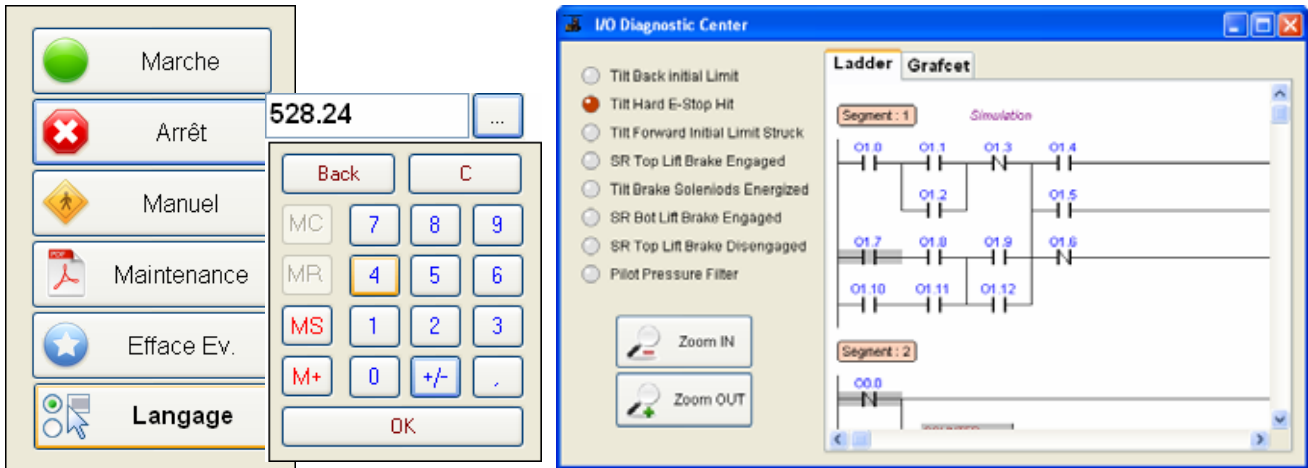 Marche
Arrêt
Manuel
PDF
Maintenance
Efface Ev.
Langage
528.24
...
Back C
MC 7 8 9
MR 4 5 6
MS 1 2 3
M+ 0 +/- ,
OK
I/O Diagnostic Center
Tilt Back initial Limit
Tilt Hard E-Stop Hit
Tilt Forward Initial Limit Struck
SR Top Lift Brake Engaged
Tilt Brake Soleniods Energized
SR Bot Lift Brake Engaged
SR Top Lift Brake Disengaged
Pilot Pressure Filter
Zoom IN
Zoom OUT
Ladder Grafcet
Segment : 1 Simulation
O1.0 O1.1 O1.3 O1.4
O1.2 O1.5
O1.7 O1.8 O1.9 O1.6
O1.10 O1.11 O1.12
Segment : 2
O0.0